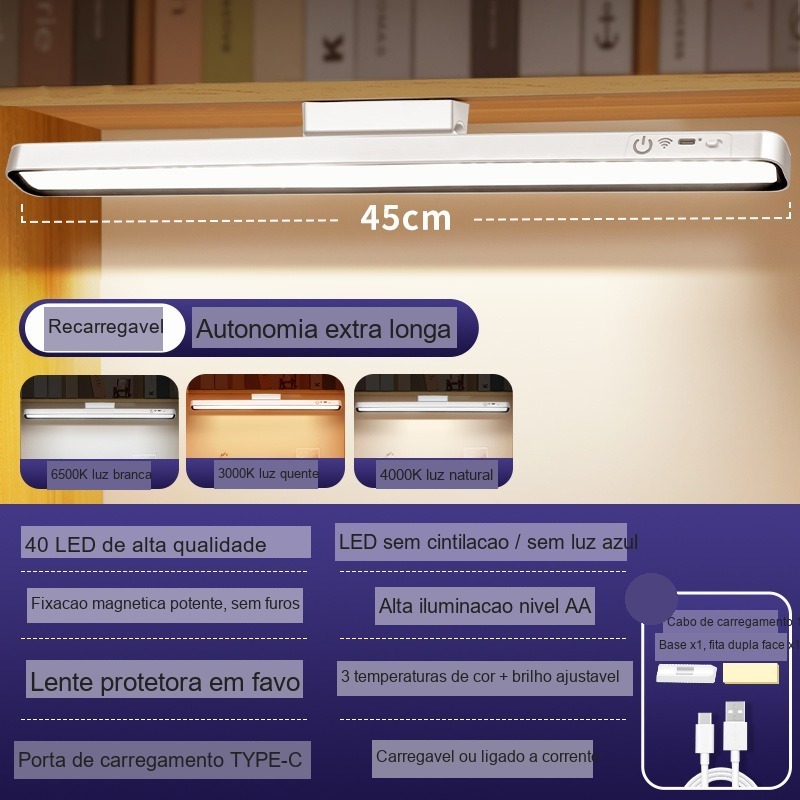 K
45cm
Recarregavel
Autonomia extra longa
6500K luz branca
3000K luz quente
4000K luz natural
40 LED de alta qualidade
LED sem cintilacao / sem luz azul
Fixacao magnetica potente, sem furos
Alta iluminacao nivel AA
Cabo de carregamento
Base x1, fita dupla face x
Lente protetora em favo
3 temperaturas de cor + brilho ajustavel
Porta de carregamento TYPE-C
Carregavel ou ligado a corrente